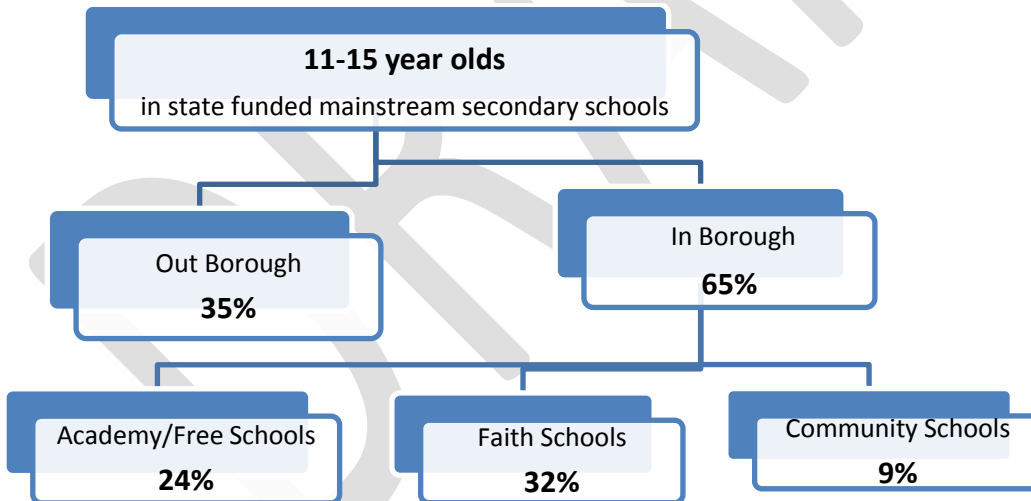 11-15 year olds
in state funded mainstream secondary schools
Out Borough
35%
In Borough
65%
Academy/Free Schools
24%
Faith Schools
32%
Community Schools
9%